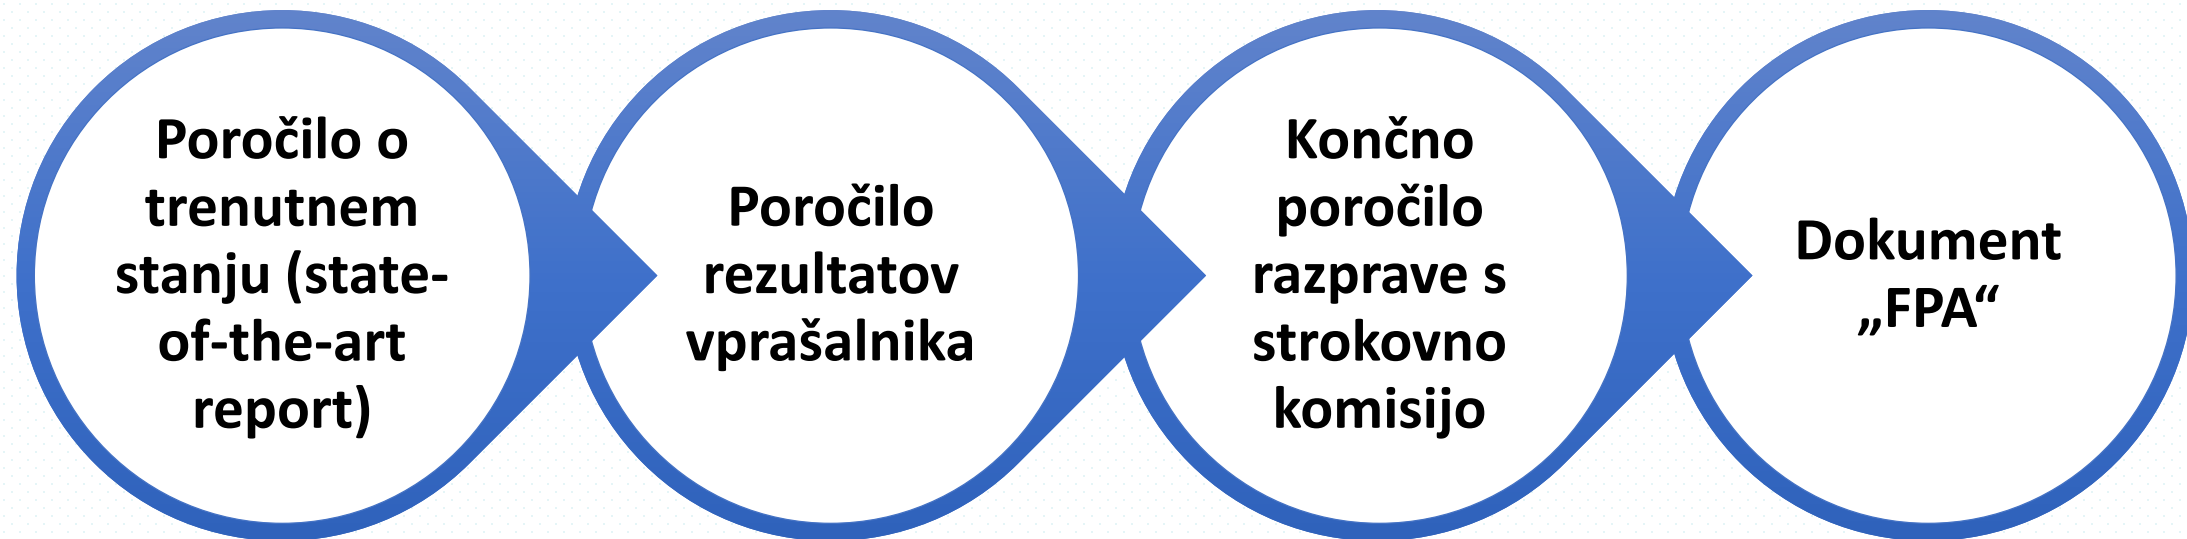 Poročilo o
trenutnem
stanju (state-
of-the-art
report)
Poročilo
rezultatov
vprašalnika
Končno
poročilo
razprave s
strokovno
komisijo
Dokument
„FPA“